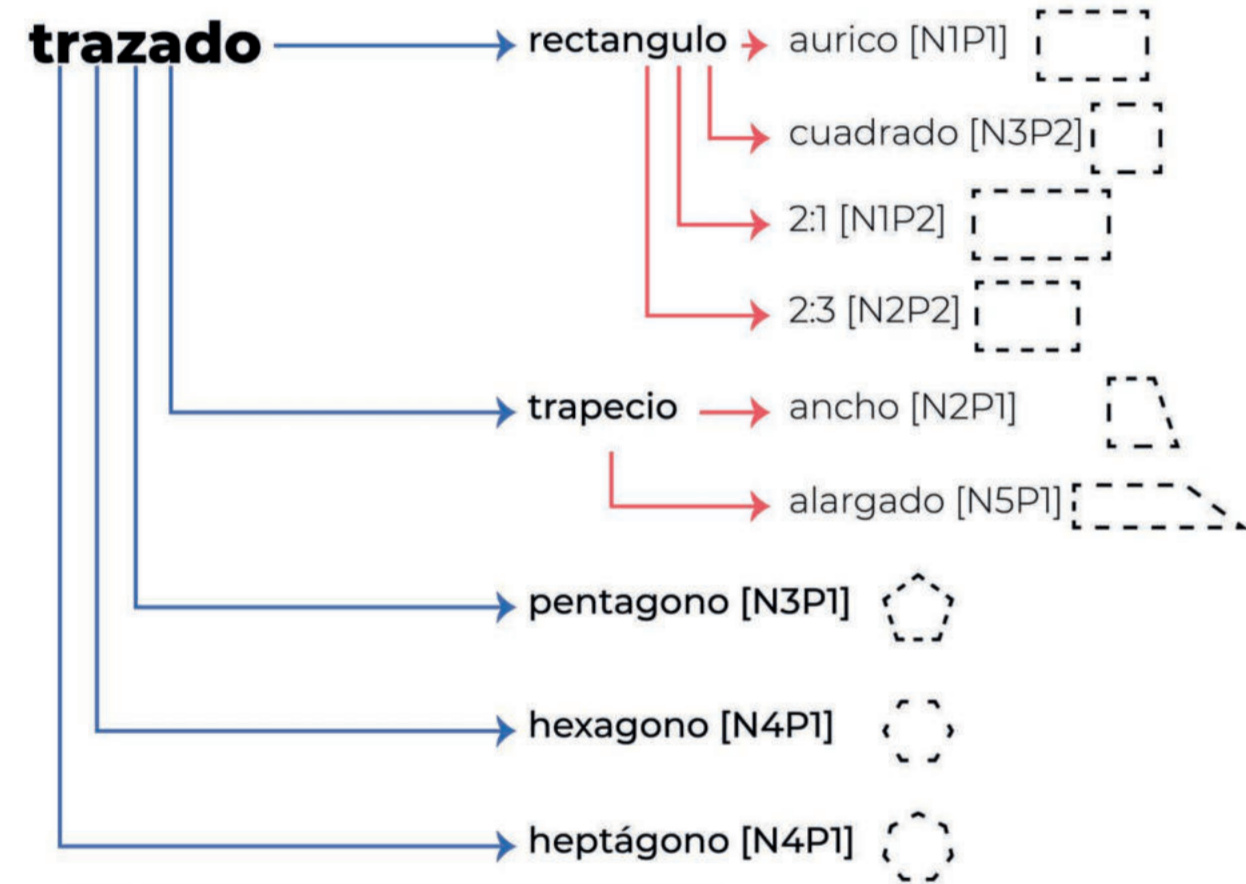 trazado
rectangulo
aurico [N1P1]
cuadrado [N3P2]
2:1 [N1P2]
2:3 [N2P2]
trapecio
ancho [N2P1]
alargado [N5P1]
pentagono [N3P1]
hexagono [N4P1]
heptágono [N4P1]